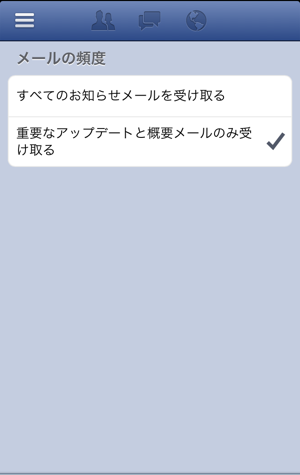 メールの頻度
すべてのお知らせメールを受け取る
重要なアップデートと概要メールのみ受
け取る